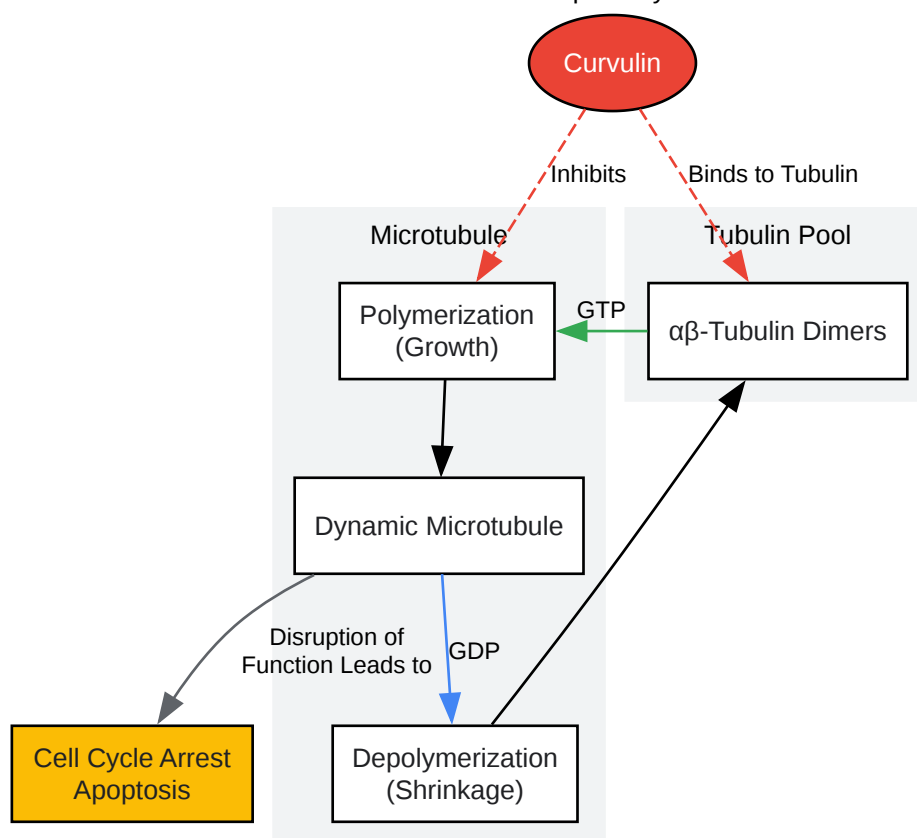 Curvulin
Inhibits
Binds to Tubulin
Microtubule
Tubulin Pool
Polymerization
(Growth)
GTP
αβ-Tubulin Dimers
Dynamic Microtubule
Disruption of
Function Leads to
GDP
Cell Cycle Arrest
Apoptosis
Depolymerization
(Shrinkage)